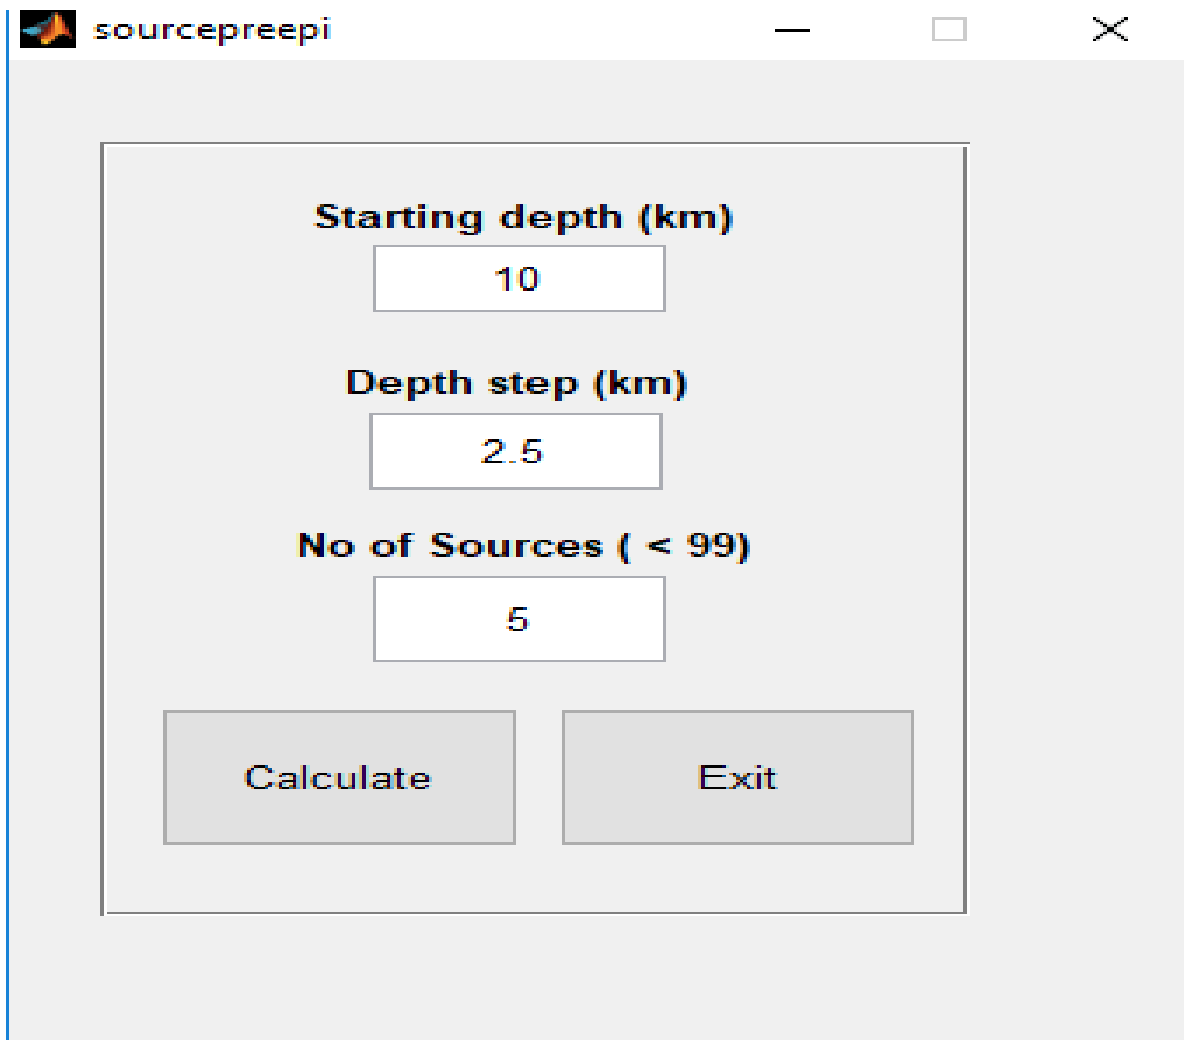 sourcepreepi
Starting depth (km)
10
Depth step (km)
2.5
No of Sources ( < 99)
5
Calculate Exit